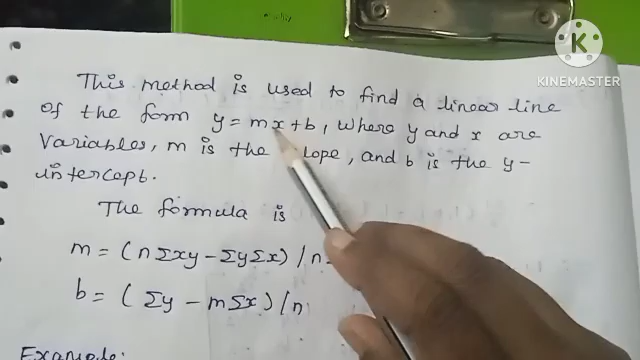 KINEMASTER
This method is used to find a linear line
of the form y = mx + b, where y and x are
variables, m is the lope, and b is the y-
intercept.
The formula is
m = (nΣxy - ΣyΣx) / n
b = (Σy - mΣx) / n
Example: